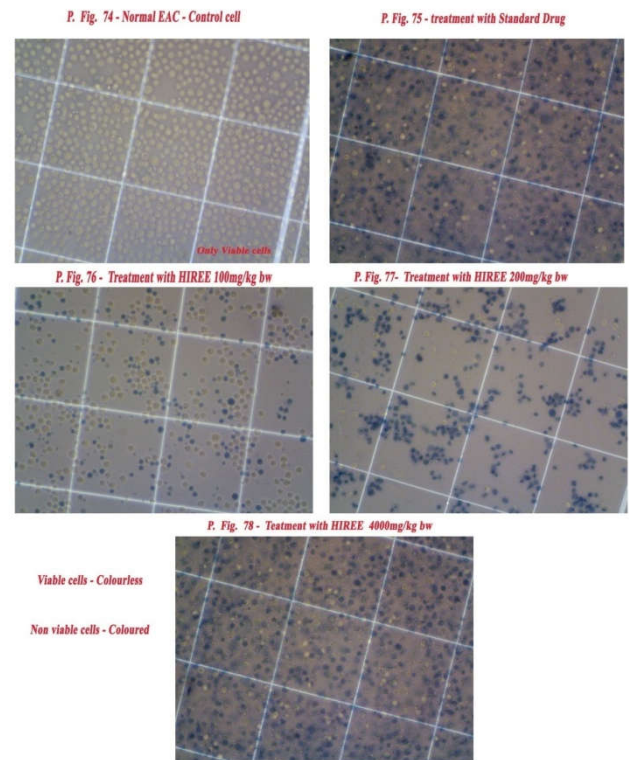 P. Fig. 74 - Normal EAC - Control cell
P. Fig. 75 - treatment with Standard Drug
Only Viable cells
P. Fig. 76 - Treatment with HIREE 100mg/kg bw
P. Fig. 77- Treatment with HIREE 200mg/kg bw
P. Fig. 78 - Teatment with HIREE 4000mg/kg bw
Viable cells - Colourless
Non viable cells - Coloured